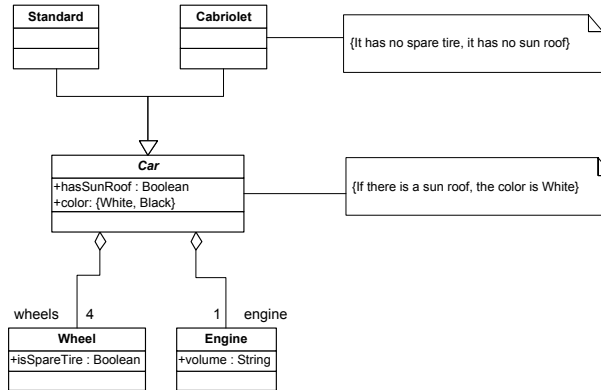 Standard
Cabriolet
{It has no spare tire, it has no sun roof}
Car
+hasSunRoof : Boolean
+color: {White, Black}
{If there is a sun roof, the color is White}
wheels 4
1 engine
Wheel
+isSpareTire : Boolean
Engine
+volume : String